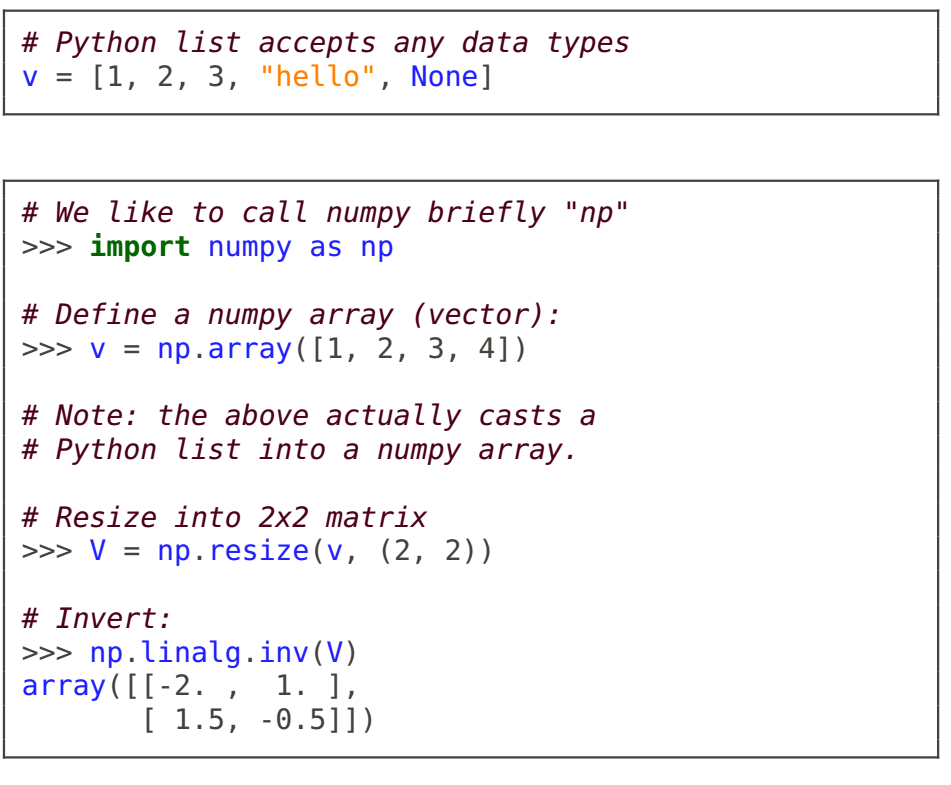 # Python list accepts any data types
v = [1, 2, 3, "hello", None]
# We like to call numpy briefly "np"
>>> import numpy as np
# Define a numpy array (vector):
>>> v = np.array([1, 2, 3, 4])
# Note: the above actually casts a
# Python list into a numpy array.
# Resize into 2x2 matrix
>>> V = np.resize(v, (2, 2))
# Invert:
>>> np.linalg.inv(V)
array([[-2. ,  1. ],
       [ 1.5, -0.5]])